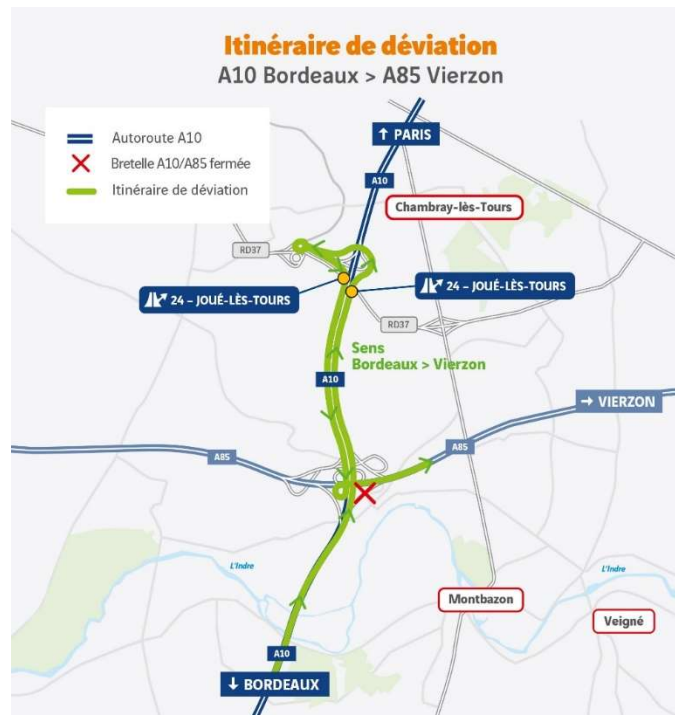 Itinéraire de déviation
A10 Bordeaux > A85 Vierzon
Autoroute A10
Bretelle A10/A85 fermée
Itinéraire de déviation
↑ PARIS
A10
Chambray-lès-Tours
RD37
24 – JOUÉ-LÈS-TOURS
24 – JOUÉ-LÈS-TOURS
RD37
Sens
Bordeaux > Vierzon
A10
→ VIERZON
A85
A85
L'Indre
L'Indre
Montbazon
Veigné
A10
↓ BORDEAUX